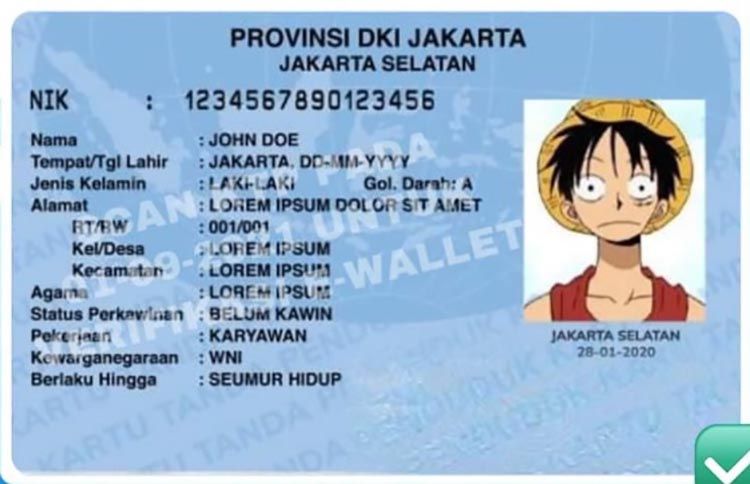 PROVINSI DKI JAKARTA
JAKARTA SELATAN
NIK : 1234567890123456
Nama : JOHN DOE
Tempat/Tgl Lahir : JAKARTA, DD-MM-YYYY
Jenis Kelamin : LAKI-LAKI Gol. Darah: A
Alamat : LOREM IPSUM DOLOR SIT AMET
RT/RW : 001/001
Kel/Desa : LOREM IPSUM
Kecamatan : LOREM IPSUM
Agama : LOREM IPSUM
Status Perkawinan : BELUM KAWIN
Pekerjaan : KARYAWAN
Kewarganegaraan : WNI
Berlaku Hingga : SEUMUR HIDUP
JAKARTA SELATAN
28-01-2020
PADA
UNTUK
E-WALLET
KARTU TANDA PENDUDUK